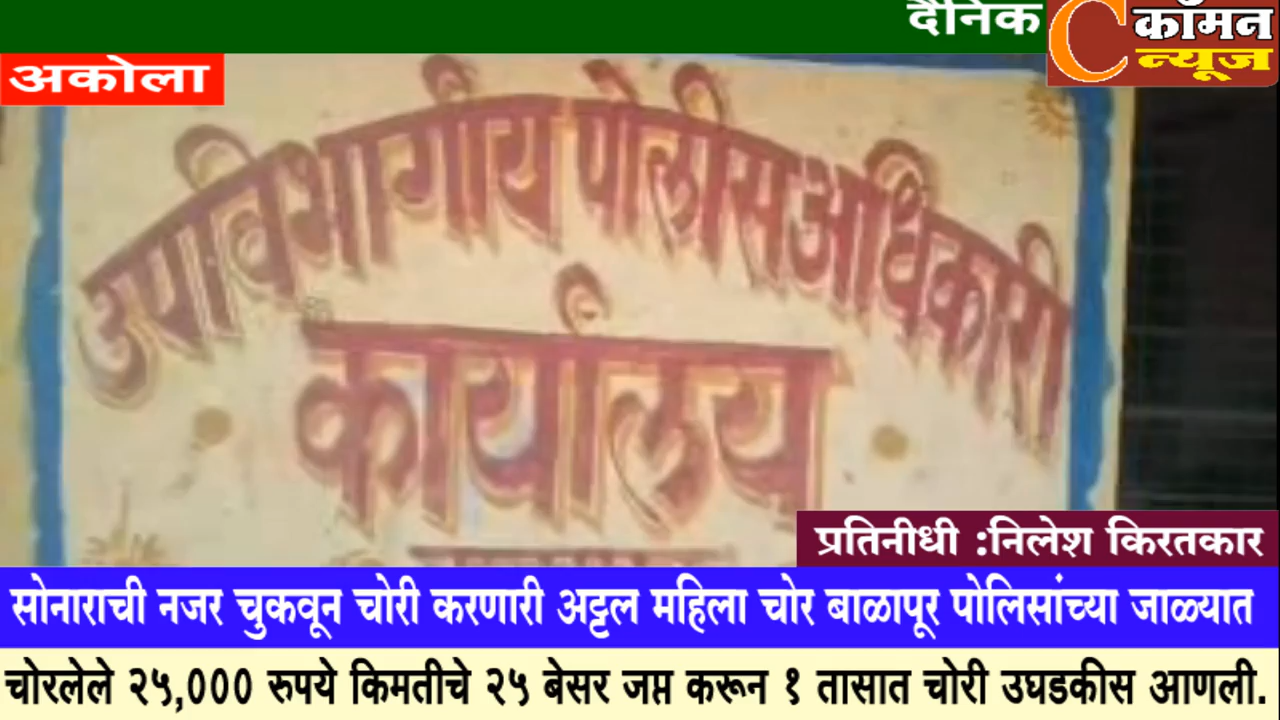 दैनिक
कॉमन
न्यूज
अकोला
उपविभागीय पोलीस अधिकारी
कार्यालय
प्रतिनीधी :निलेश किरतकार
सोनाराची नजर चुकवून चोरी करणारी अट्टल महिला चोर बाळापूर पोलिसांच्या जाळ्यात
चोरलेले २५,000 रुपये किमतीचे २५ बेसर जप्त करून १ तासात चोरी उघडकीस आणली.